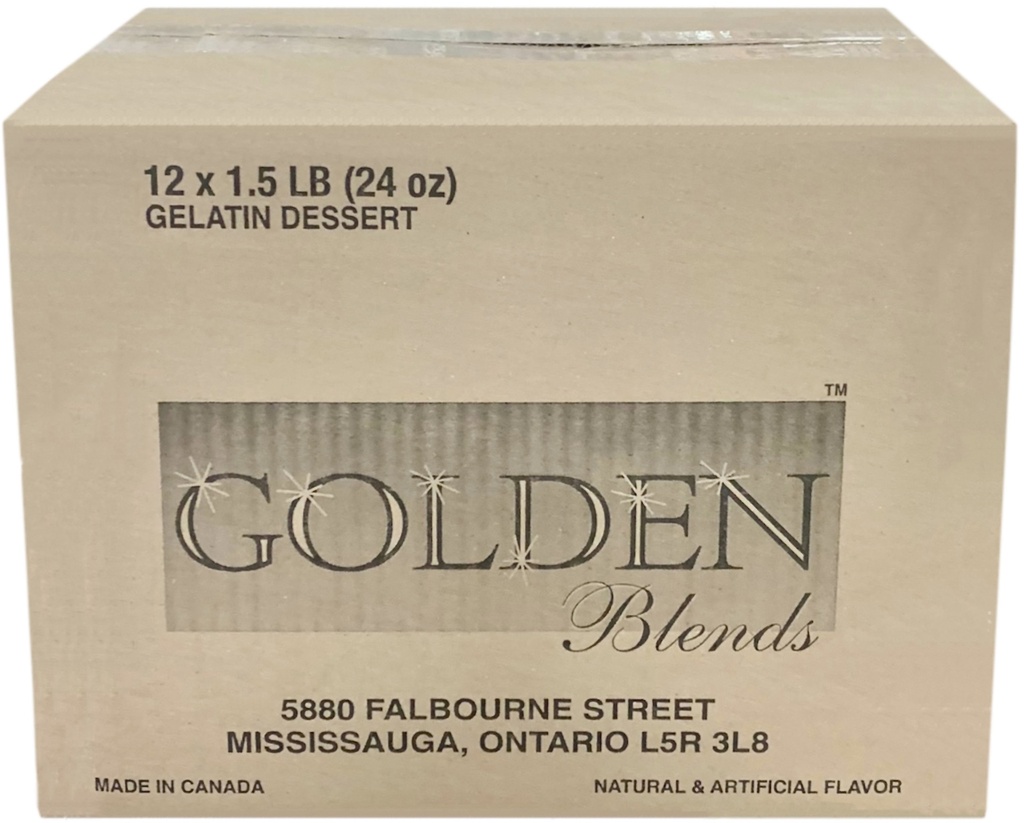 12 x 1.5 LB (24 oz)
GELATIN DESSERT
TM
GOLDEN
Blends
5880 FALBOURNE STREET
MISSISSAUGA, ONTARIO L5R 3L8
MADE IN CANADA
NATURAL & ARTIFICIAL FLAVOR